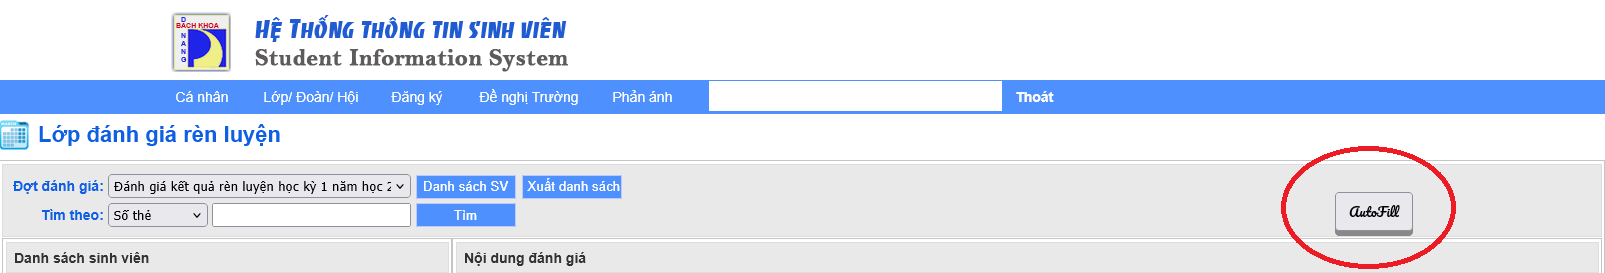 BÁCH KHOA
ĐÀ NẴNG
HỆ THỐNG THÔNG TIN SINH VIÊN
Student Information System
Cá nhân Lớp/ Đoàn/ Hội Đăng ký Đề nghị Trường Phản ánh Thoát
Lớp đánh giá rèn luyện
Đợt đánh giá: Đánh giá kết quả rèn luyện học kỳ 1 năm học 2 Danh sách SV Xuất danh sách
Tìm theo: Số thẻ Tìm
AutoFill
Danh sách sinh viên Nội dung đánh giá